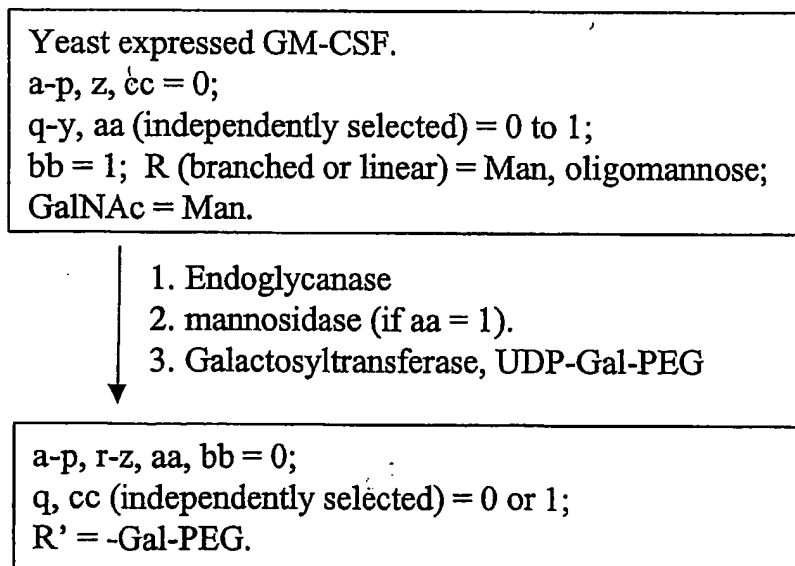 Yeast expressed GM-CSF.
a-p, z, cc = 0;
q-y, aa (independently selected) = 0 to 1;
bb = 1; R (branched or linear) = Man, oligomannose;
GalNAc = Man.
1. Endoglycanase
2. mannosidase (if aa = 1).
3. Galactosyltransferase, UDP-Gal-PEG
a-p, r-z, aa, bb = 0;
q, cc (independently selected) = 0 or 1;
R’ = -Gal-PEG.